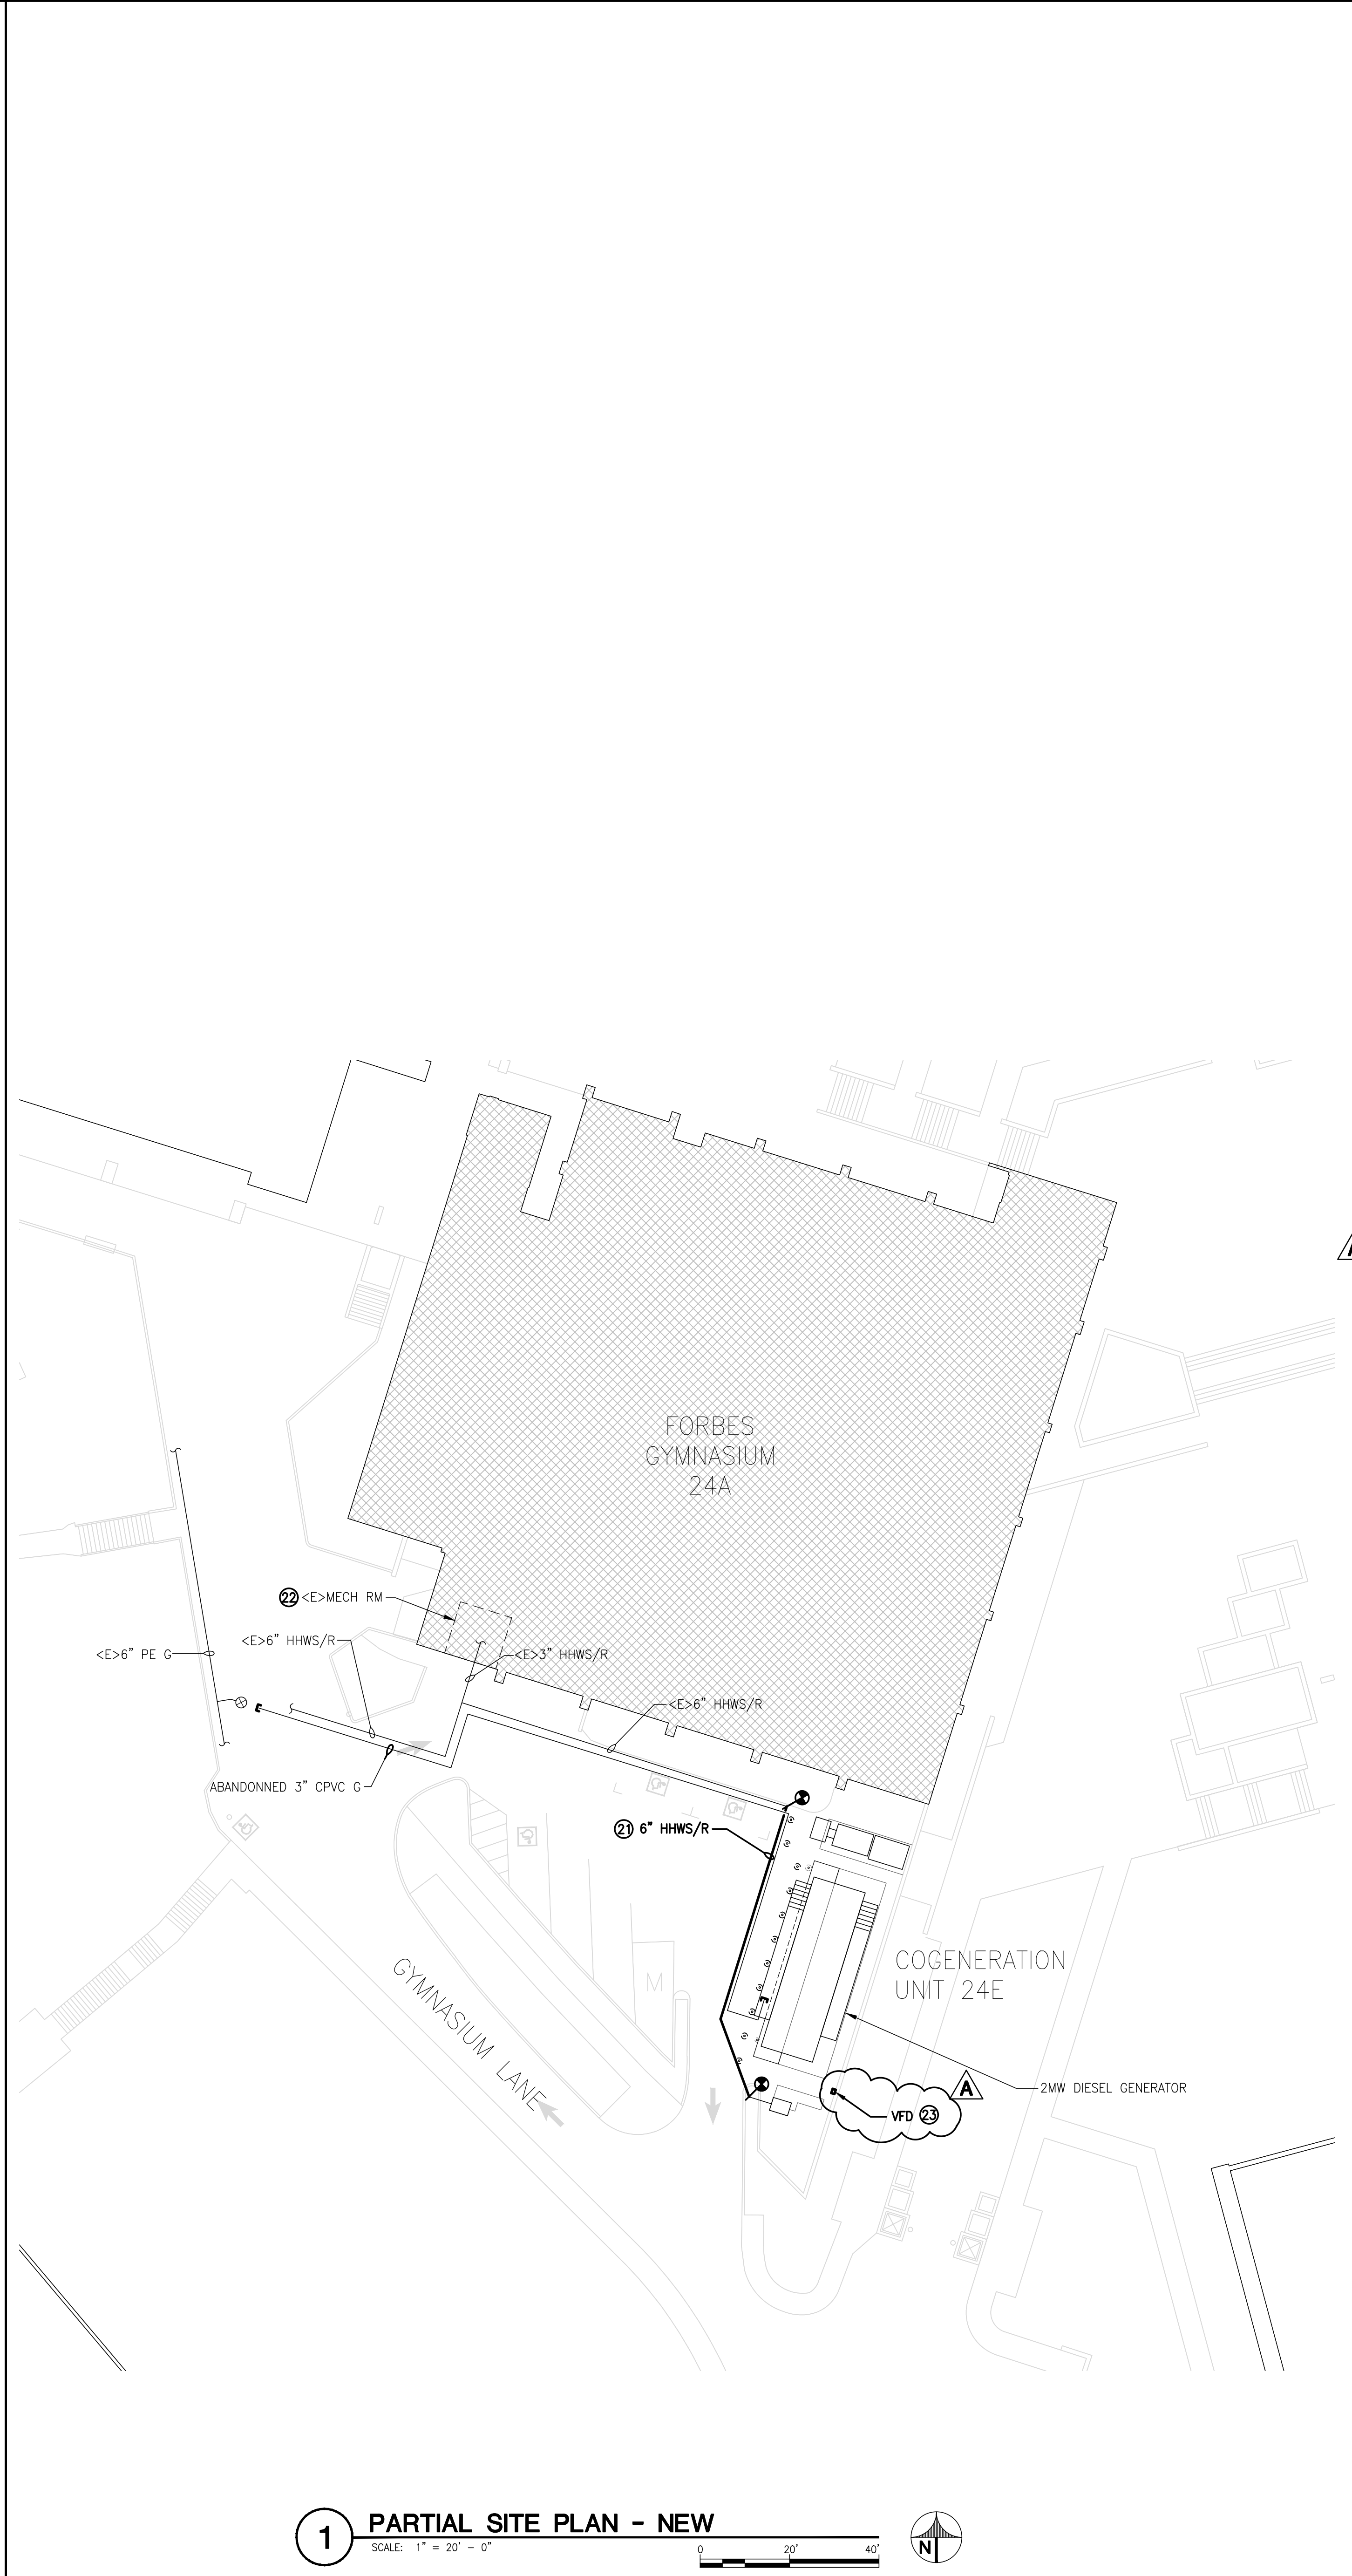 FORBES
GYMNASIUM
24A
22 <E>MECH RM
<E>6" HHWS/R
<E>6" PE G
<E>3" HHWS/R
<E>6" HHWS/R
ABANDONNED 3" CPVC G
21 6" HHWS/R
M
GYMNASIUM LANE
COGENERATION
UNIT 24E
A
2MW DIESEL GENERATOR
VFD 23
1
PARTIAL SITE PLAN - NEW
SCALE: 1" = 20' - 0"
0 20' 40'
N